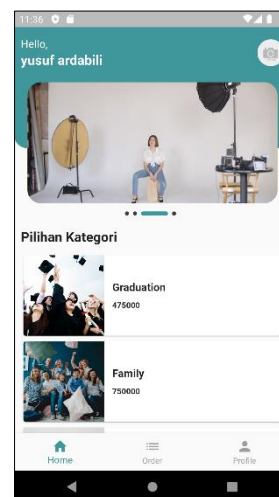 11:36
Hello,
yusuf ardabili
Pilihan Kategori
Graduation
475000
Family
750000
Home
Order
Profile